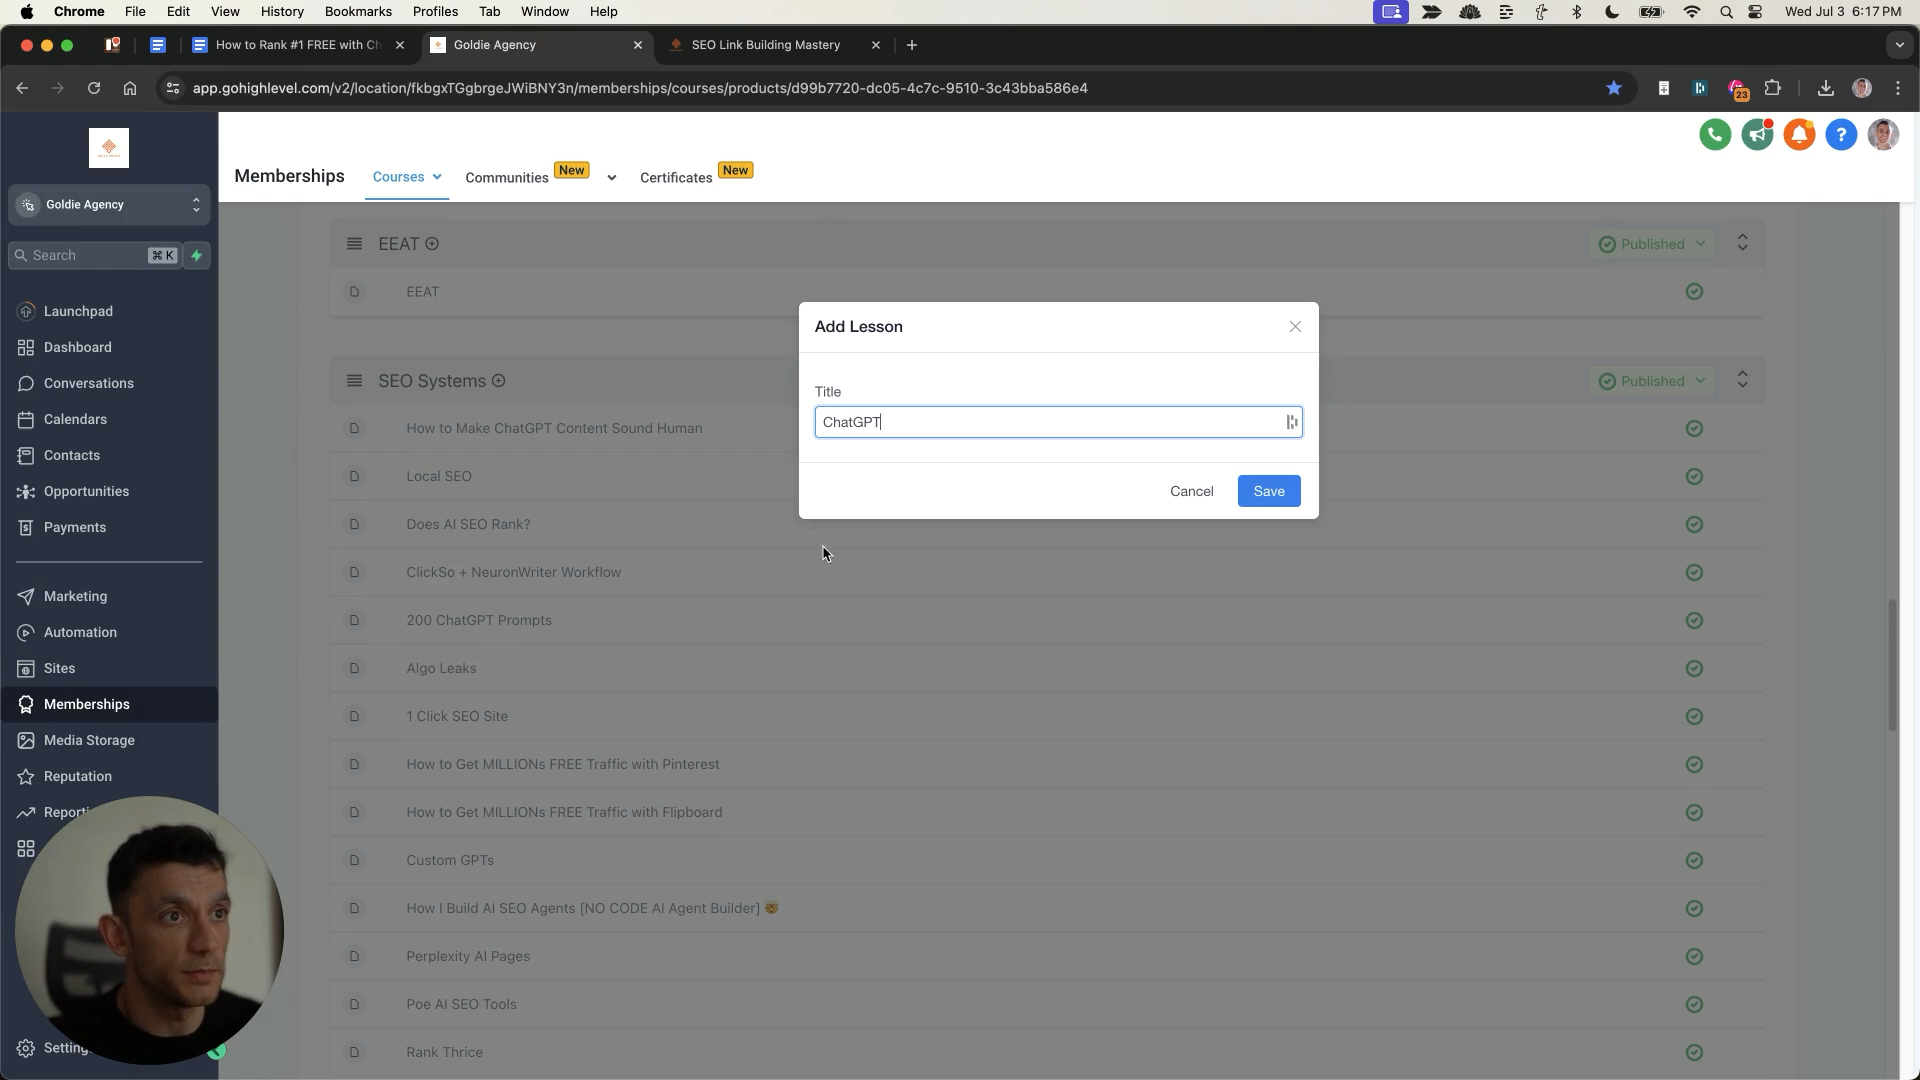 Chrome File Edit View History Bookmarks Profiles Tab Window Help Wed Jul 3 6:17 PM
How to Rank #1 FREE with Ch Goldie Agency SEO Link Building Mastery
app.gohighlevel.com/v2/location/fkbgxTGgbrgeJWiBNY3n/memberships/courses/products/d99b7720-dc05-4c7c-9510-3c43bba586e4 23
Memberships Courses Communities New Certificates New
Goldie Agency
Search ⌘ K
Launchpad
Dashboard
Conversations
Calendars
Contacts
Opportunities
Payments
Marketing
Automation
Sites
Memberships
Media Storage
Reputation
Reporti
Setting
EEAT Published
EEAT
SEO Systems Published
How to Make ChatGPT Content Sound Human
Local SEO
Does AI SEO Rank?
ClickSo + NeuronWriter Workflow
200 ChatGPT Prompts
Algo Leaks
1 Click SEO Site
How to Get MILLIONs FREE Traffic with Pinterest
How to Get MILLIONs FREE Traffic with Flipboard
Custom GPTs
How I Build AI SEO Agents [NO CODE AI Agent Builder] 🤯
Perplexity AI Pages
Poe AI SEO Tools
Rank Thrice
Add Lesson
Title
ChatGPT
Cancel Save